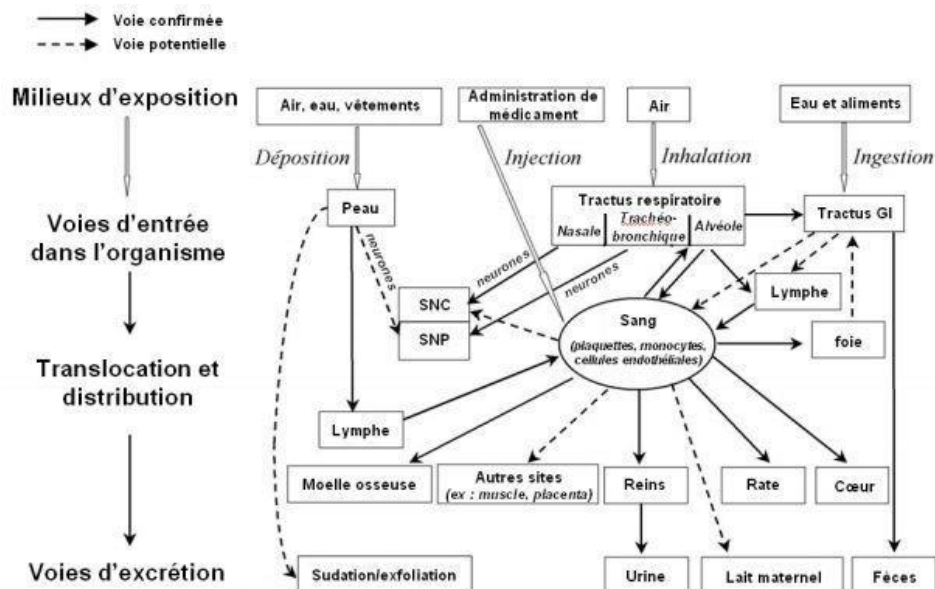 Voie confirmée
Voie potentielle
Milieux d'exposition
Air, eau, vêtements
Administration de
médicament
Air
Eau et aliments
Déposition
Injection
Inhalation
Ingestion
Voies d'entrée
dans l'organisme
Peau
Tractus respiratoire
Nasale
Trachéo-
bronchique
Alvéole
Tractus GI
neurones
neurones
neurones
SNC
SNP
Lymphe
Sang
(plaquettes, monocytes,
cellules endothéliales)
foie
Translocation et
distribution
Lymphe
Moelle osseuse
Autres sites
(ex : muscle, placenta)
Reins
Rate
Cœur
Voies d'excrétion
Sudation/exfoliation
Urine
Lait maternel
Fèces